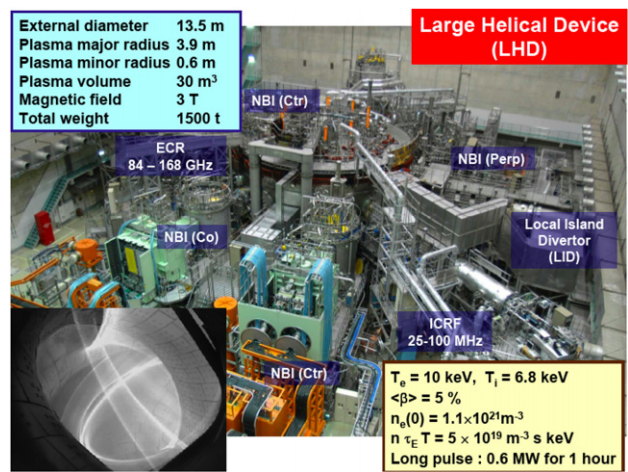 External diameter 13.5 m
Plasma major radius 3.9 m
Plasma minor radius 0.6 m
Plasma volume 30 m³
Magnetic field 3 T
Total weight 1500 t
Large Helical Device
(LHD)
NBI (Ctr)
ECR
84 – 168 GHz
NBI (Perp)
NBI (Co)
Local Island
Divertor
(LID)
ICRF
25-100 MHz
NBI (Ctr)
Tₑ = 10 keV, Tᵢ = 6.8 keV
<β> = 5 %
nₑ(0) = 1.1×10²¹m⁻³
n τ_E T = 5 × 10¹⁹ m⁻³ s keV
Long pulse : 0.6 MW for 1 hour